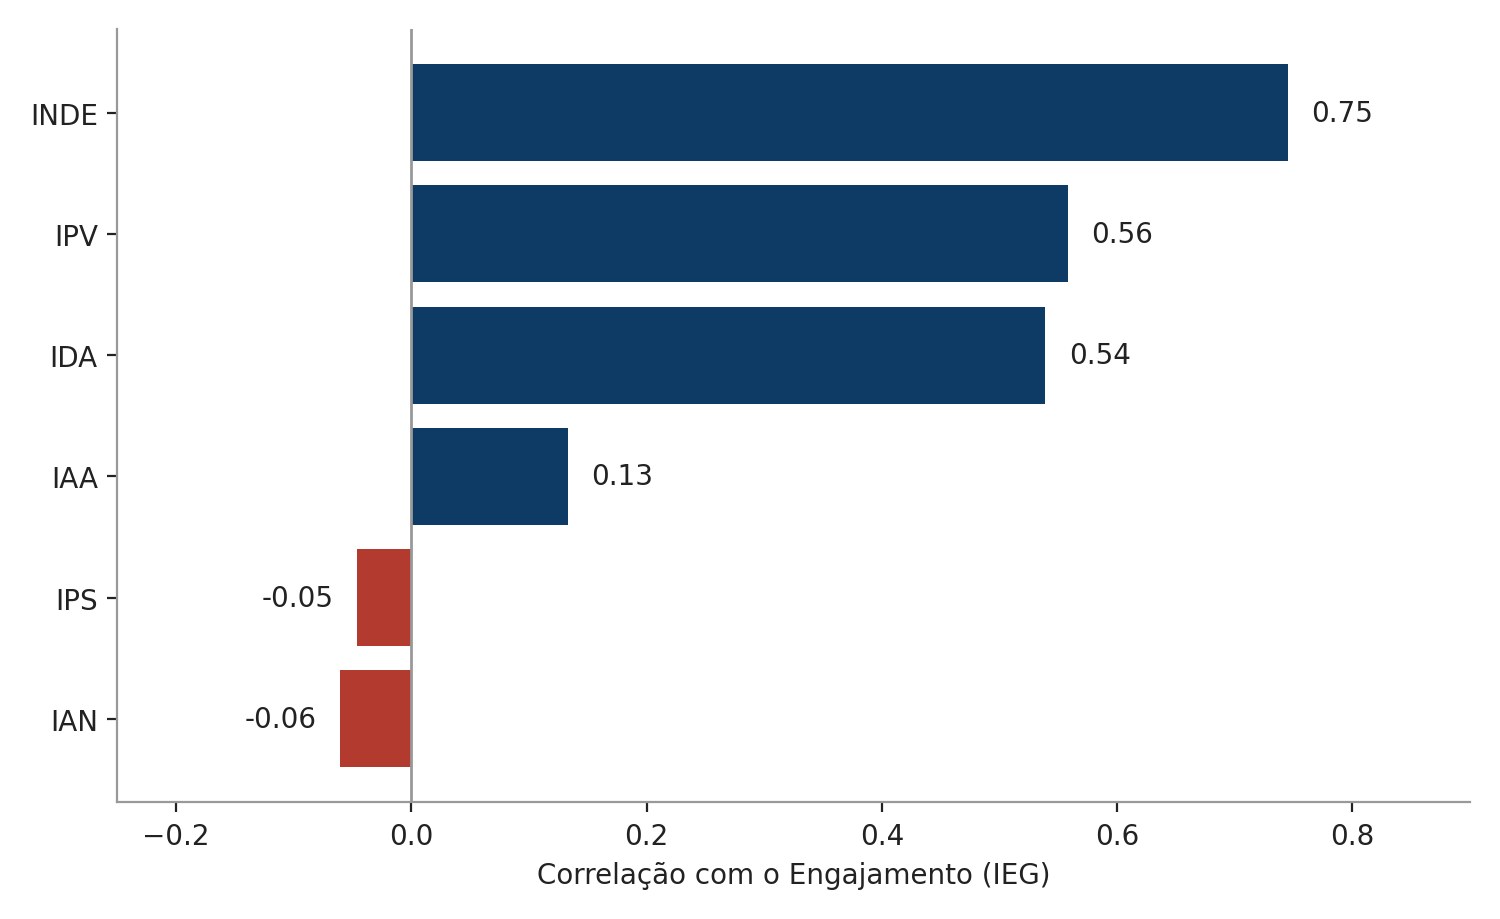 INDE 0.75
IPV 0.56
IDA 0.54
IAA 0.13
IPS -0.05
IAN -0.06
−0.2 0.0 0.2 0.4 0.6 0.8
Correlação com o Engajamento (IEG)